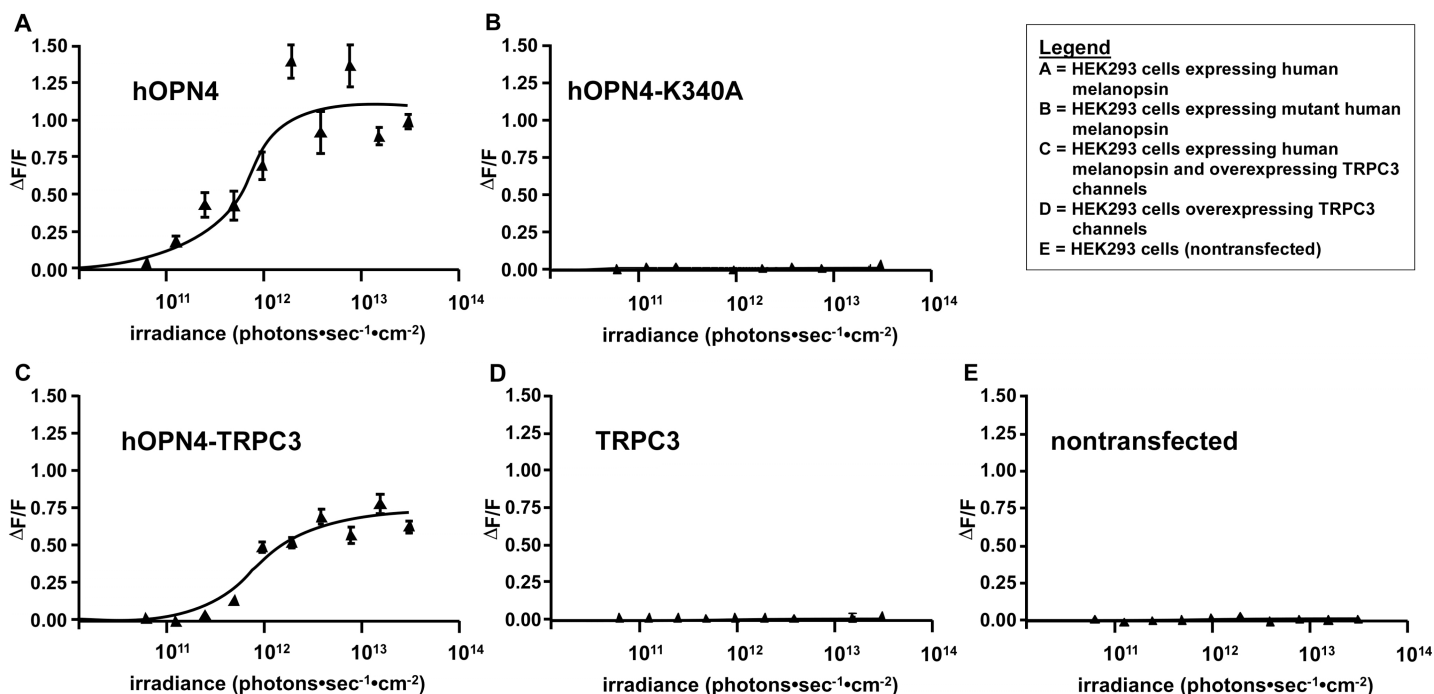 A
1.50
1.25
1.00
0.75
0.50
0.25
0.00
ΔF/F
hOPN4
10¹¹
10¹²
10¹³
10¹⁴
irradiance (photons•sec⁻¹•cm⁻²)
B
1.50
1.25
1.00
0.75
0.50
0.25
0.00
ΔF/F
hOPN4-K340A
10¹¹
10¹²
10¹³
10¹⁴
irradiance (photons•sec⁻¹•cm⁻²)
Legend
A = HEK293 cells expressing human
melanopsin
B = HEK293 cells expressing mutant human
melanopsin
C = HEK293 cells expressing human
melanopsin and overexpressing TRPC3
channels
D = HEK293 cells overexpressing TRPC3
channels
E = HEK293 cells (nontransfected)
C
1.50
1.25
1.00
0.75
0.50
0.25
0.00
ΔF/F
hOPN4-TRPC3
10¹¹
10¹²
10¹³
10¹⁴
irradiance (photons•sec⁻¹•cm⁻²)
D
1.50
1.25
1.00
0.75
0.50
0.25
0.00
ΔF/F
TRPC3
10¹¹
10¹²
10¹³
10¹⁴
irradiance (photons•sec⁻¹•cm⁻²)
E
1.50
1.25
1.00
0.75
0.50
0.25
0.00
ΔF/F
nontransfected
10¹¹
10¹²
10¹³
10¹⁴
irradiance (photons•sec⁻¹•cm⁻²)